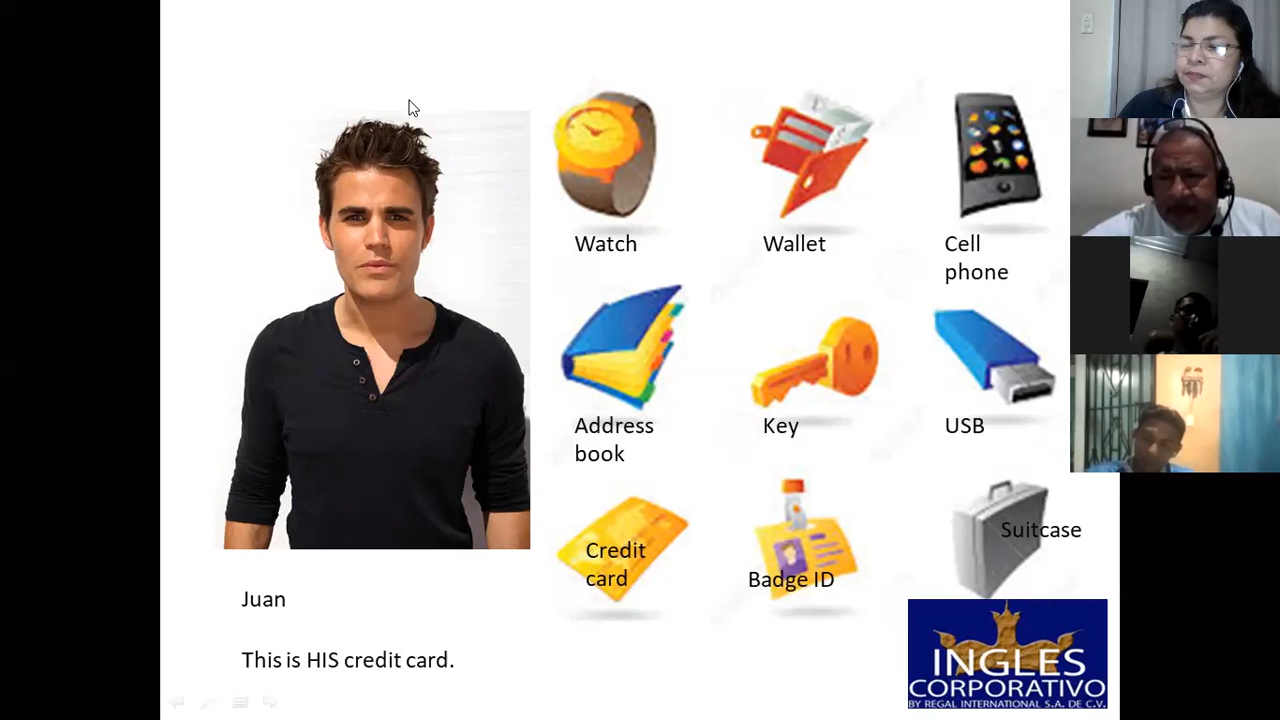 Watch
Wallet
Cell
phone
Address
book
Key
USB
Credit
card
Badge ID
Suitcase
Juan
This is HIS credit card.
INGLES
CORPORATIVO
BY REGAL INTERNATIONAL S.A. DE C.V.